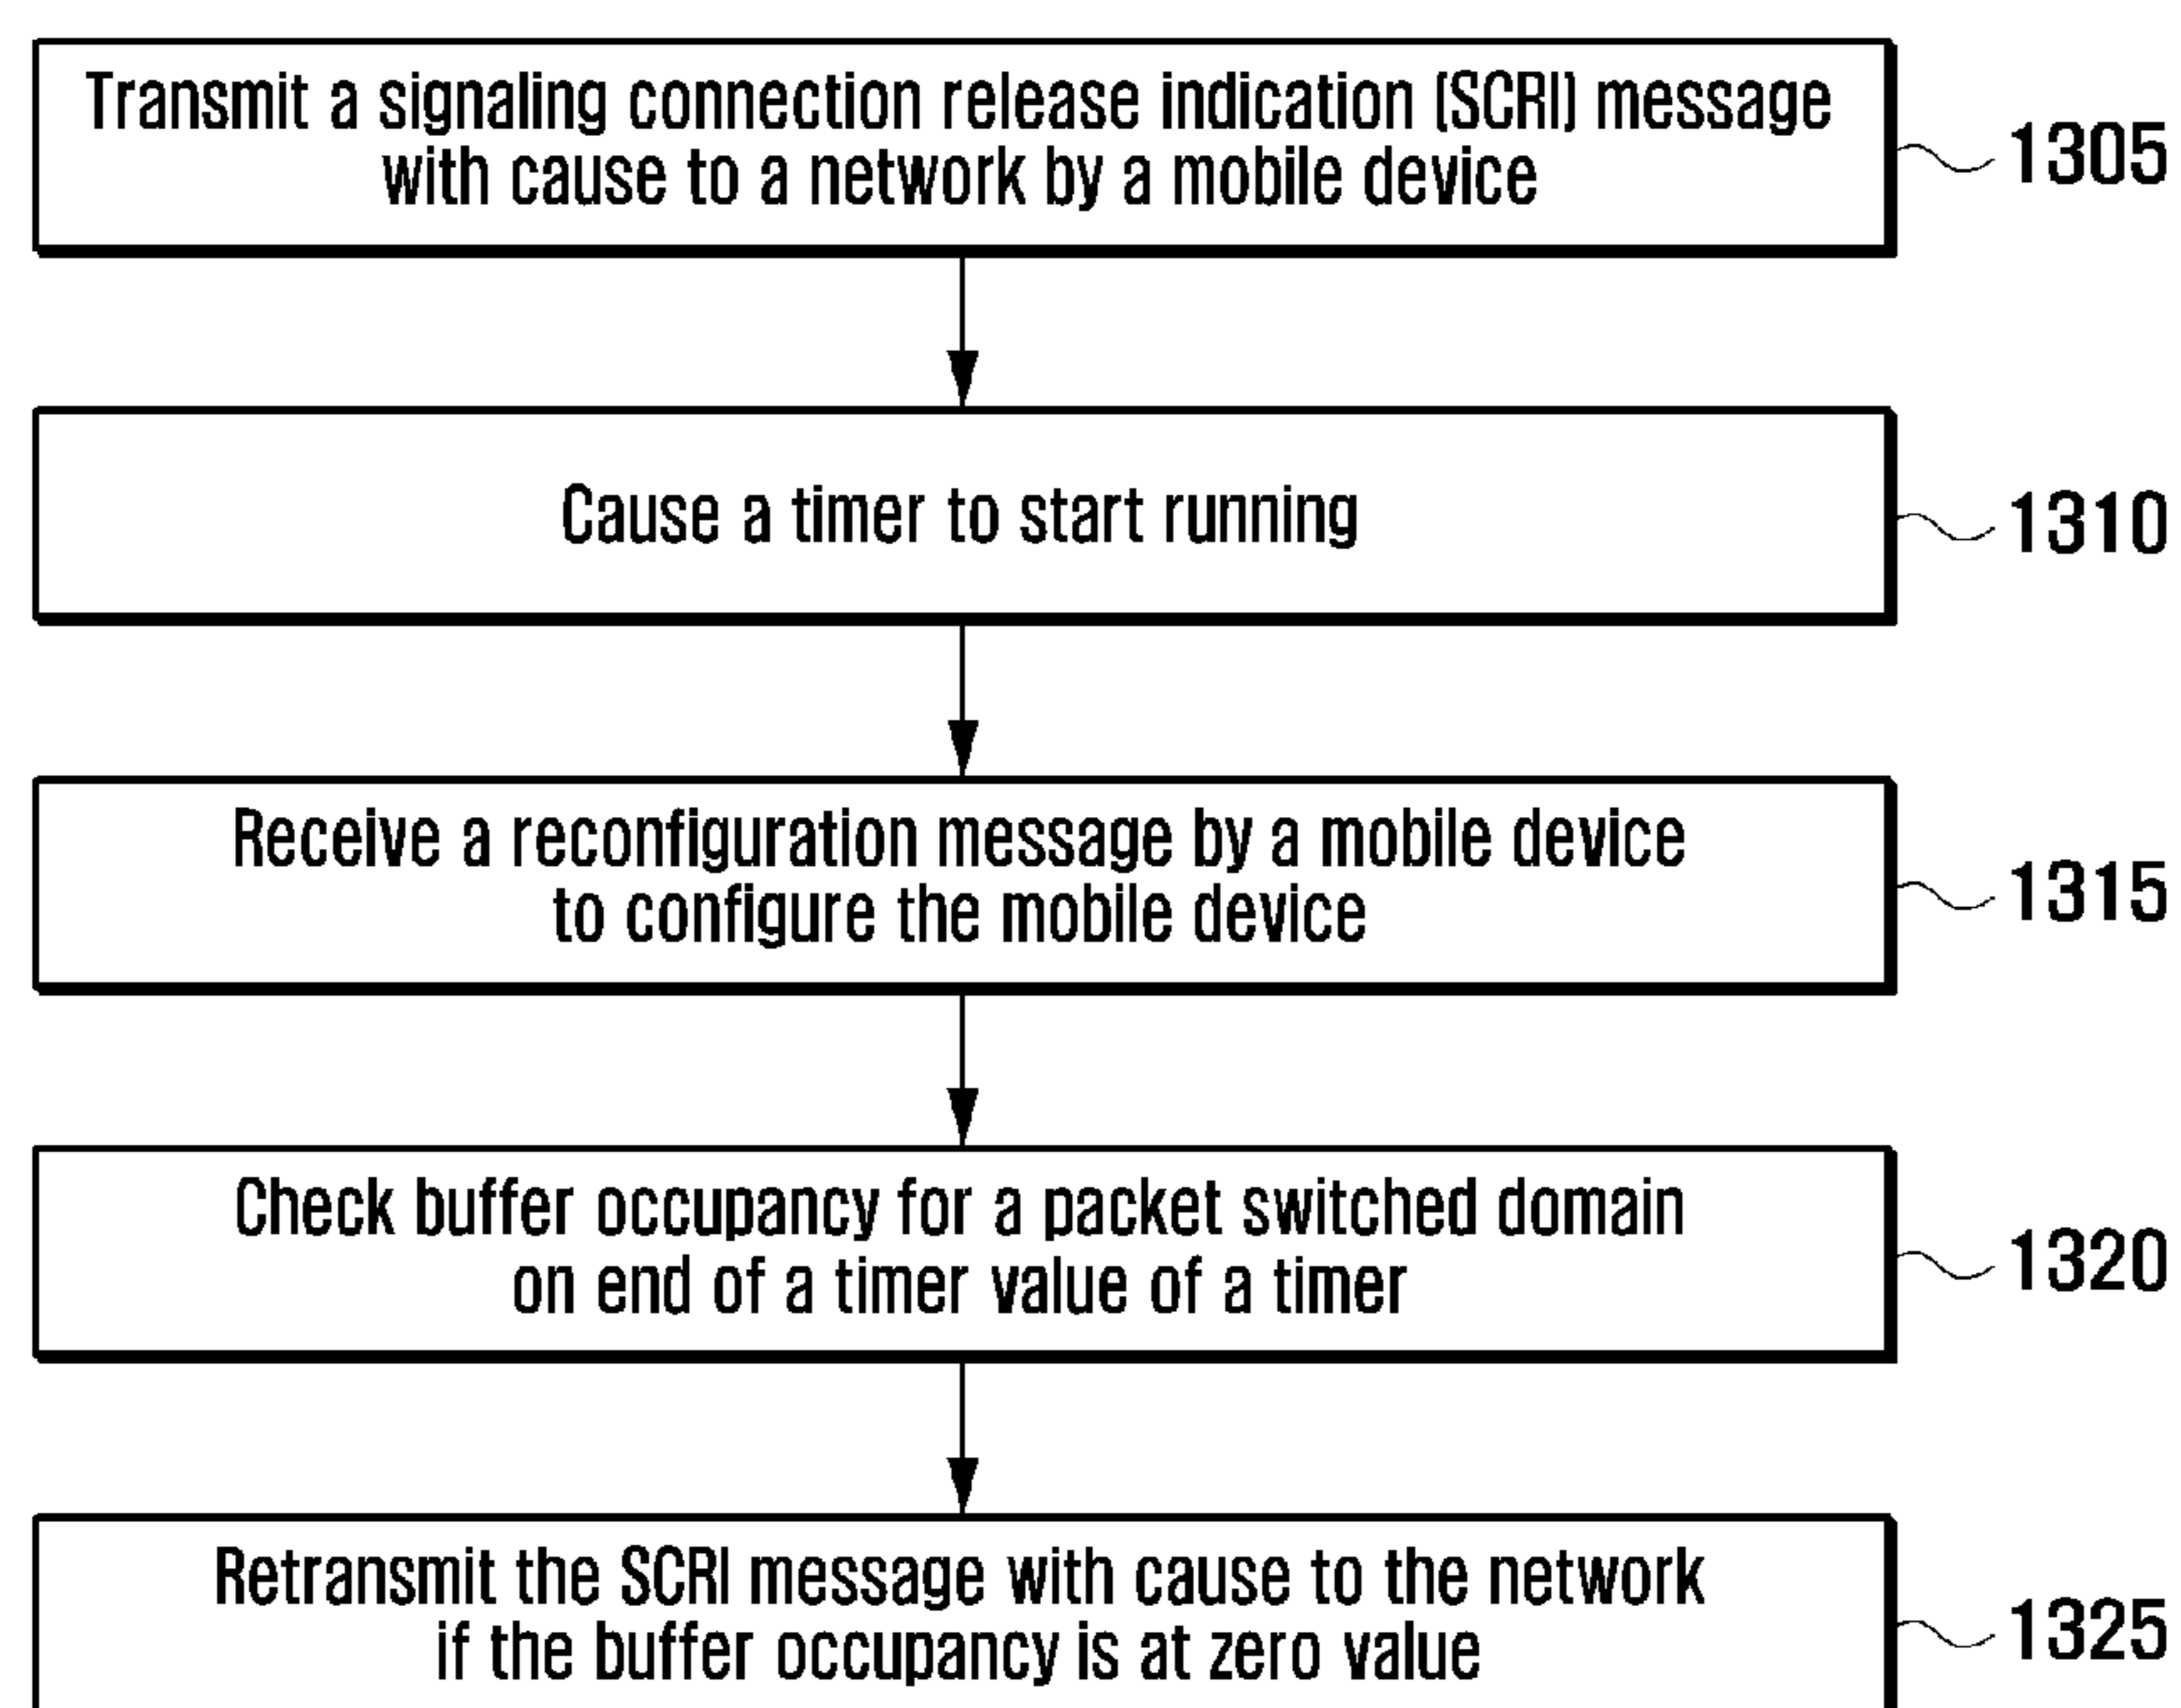 Transmit a signaling connection release indication (SCRI) message
with cause to a network by a mobile device
1305
Cause a timer to start running
1310
Receive a reconfiguration message by a mobile device
to configure the mobile device
1315
Check buffer occupancy for a packet switched domain
on end of a timer value of a timer
1320
Retransmit the SCRI message with cause to the network
if the buffer occupancy is at zero value
1325